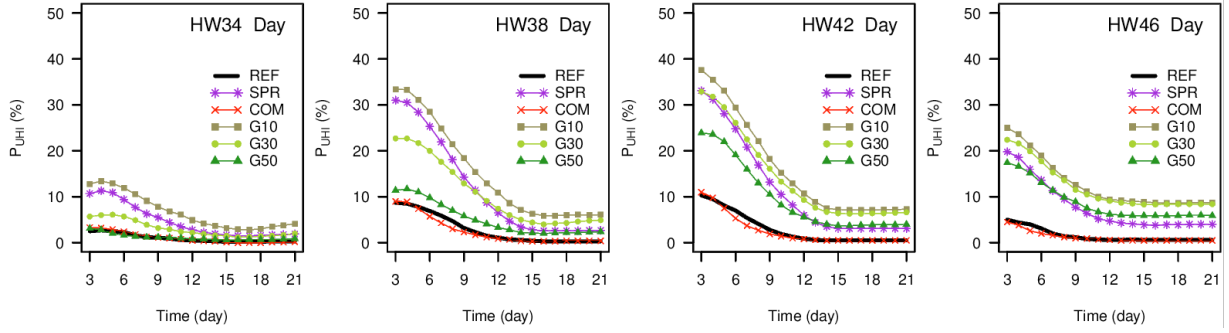 HW34 Day
50
40
30
20
10
0
P_UHI (%)
REF
SPR
COM
G10
G30
G50
3 6 9 12 15 18 21
Time (day)
HW38 Day
50
40
30
20
10
0
P_UHI (%)
REF
SPR
COM
G10
G30
G50
3 6 9 12 15 18 21
Time (day)
HW42 Day
50
40
30
20
10
0
P_UHI (%)
REF
SPR
COM
G10
G30
G50
3 6 9 12 15 18 21
Time (day)
HW46 Day
50
40
30
20
10
0
P_UHI (%)
REF
SPR
COM
G10
G30
G50
3 6 9 12 15 18 21
Time (day)